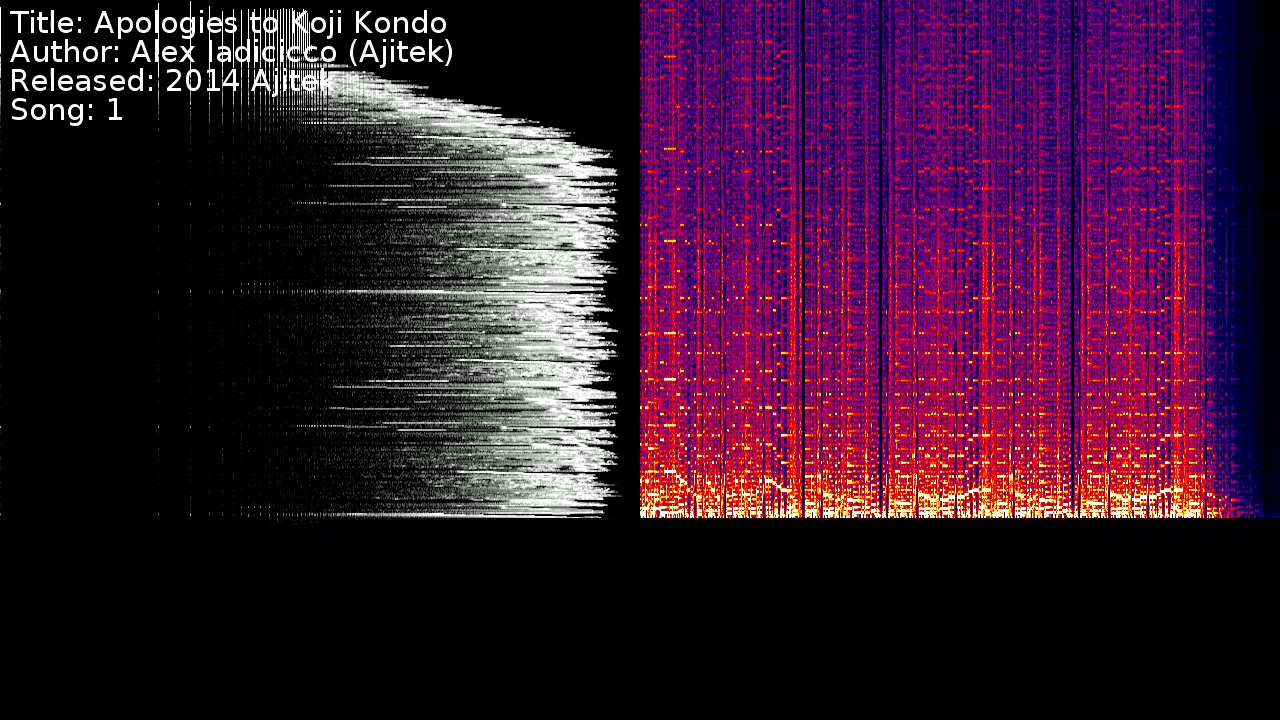 Title: Apologies to Koji Kondo
Author: Alex Iadicicco (Ajitek)
Released: 2014 Ajitek
Song: 1